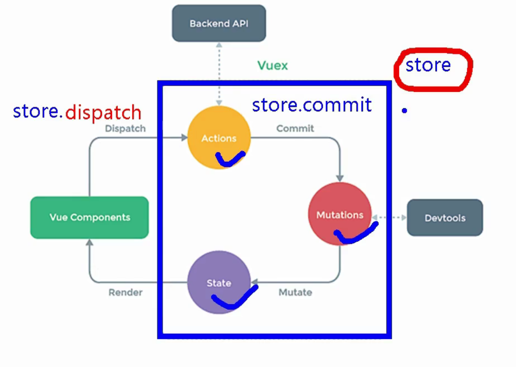 Backend API
Vuex
store
store.dispatch
store.commit
Dispatch
Actions
Commit
Vue Components
Mutations
Devtools
State
Render
Mutate